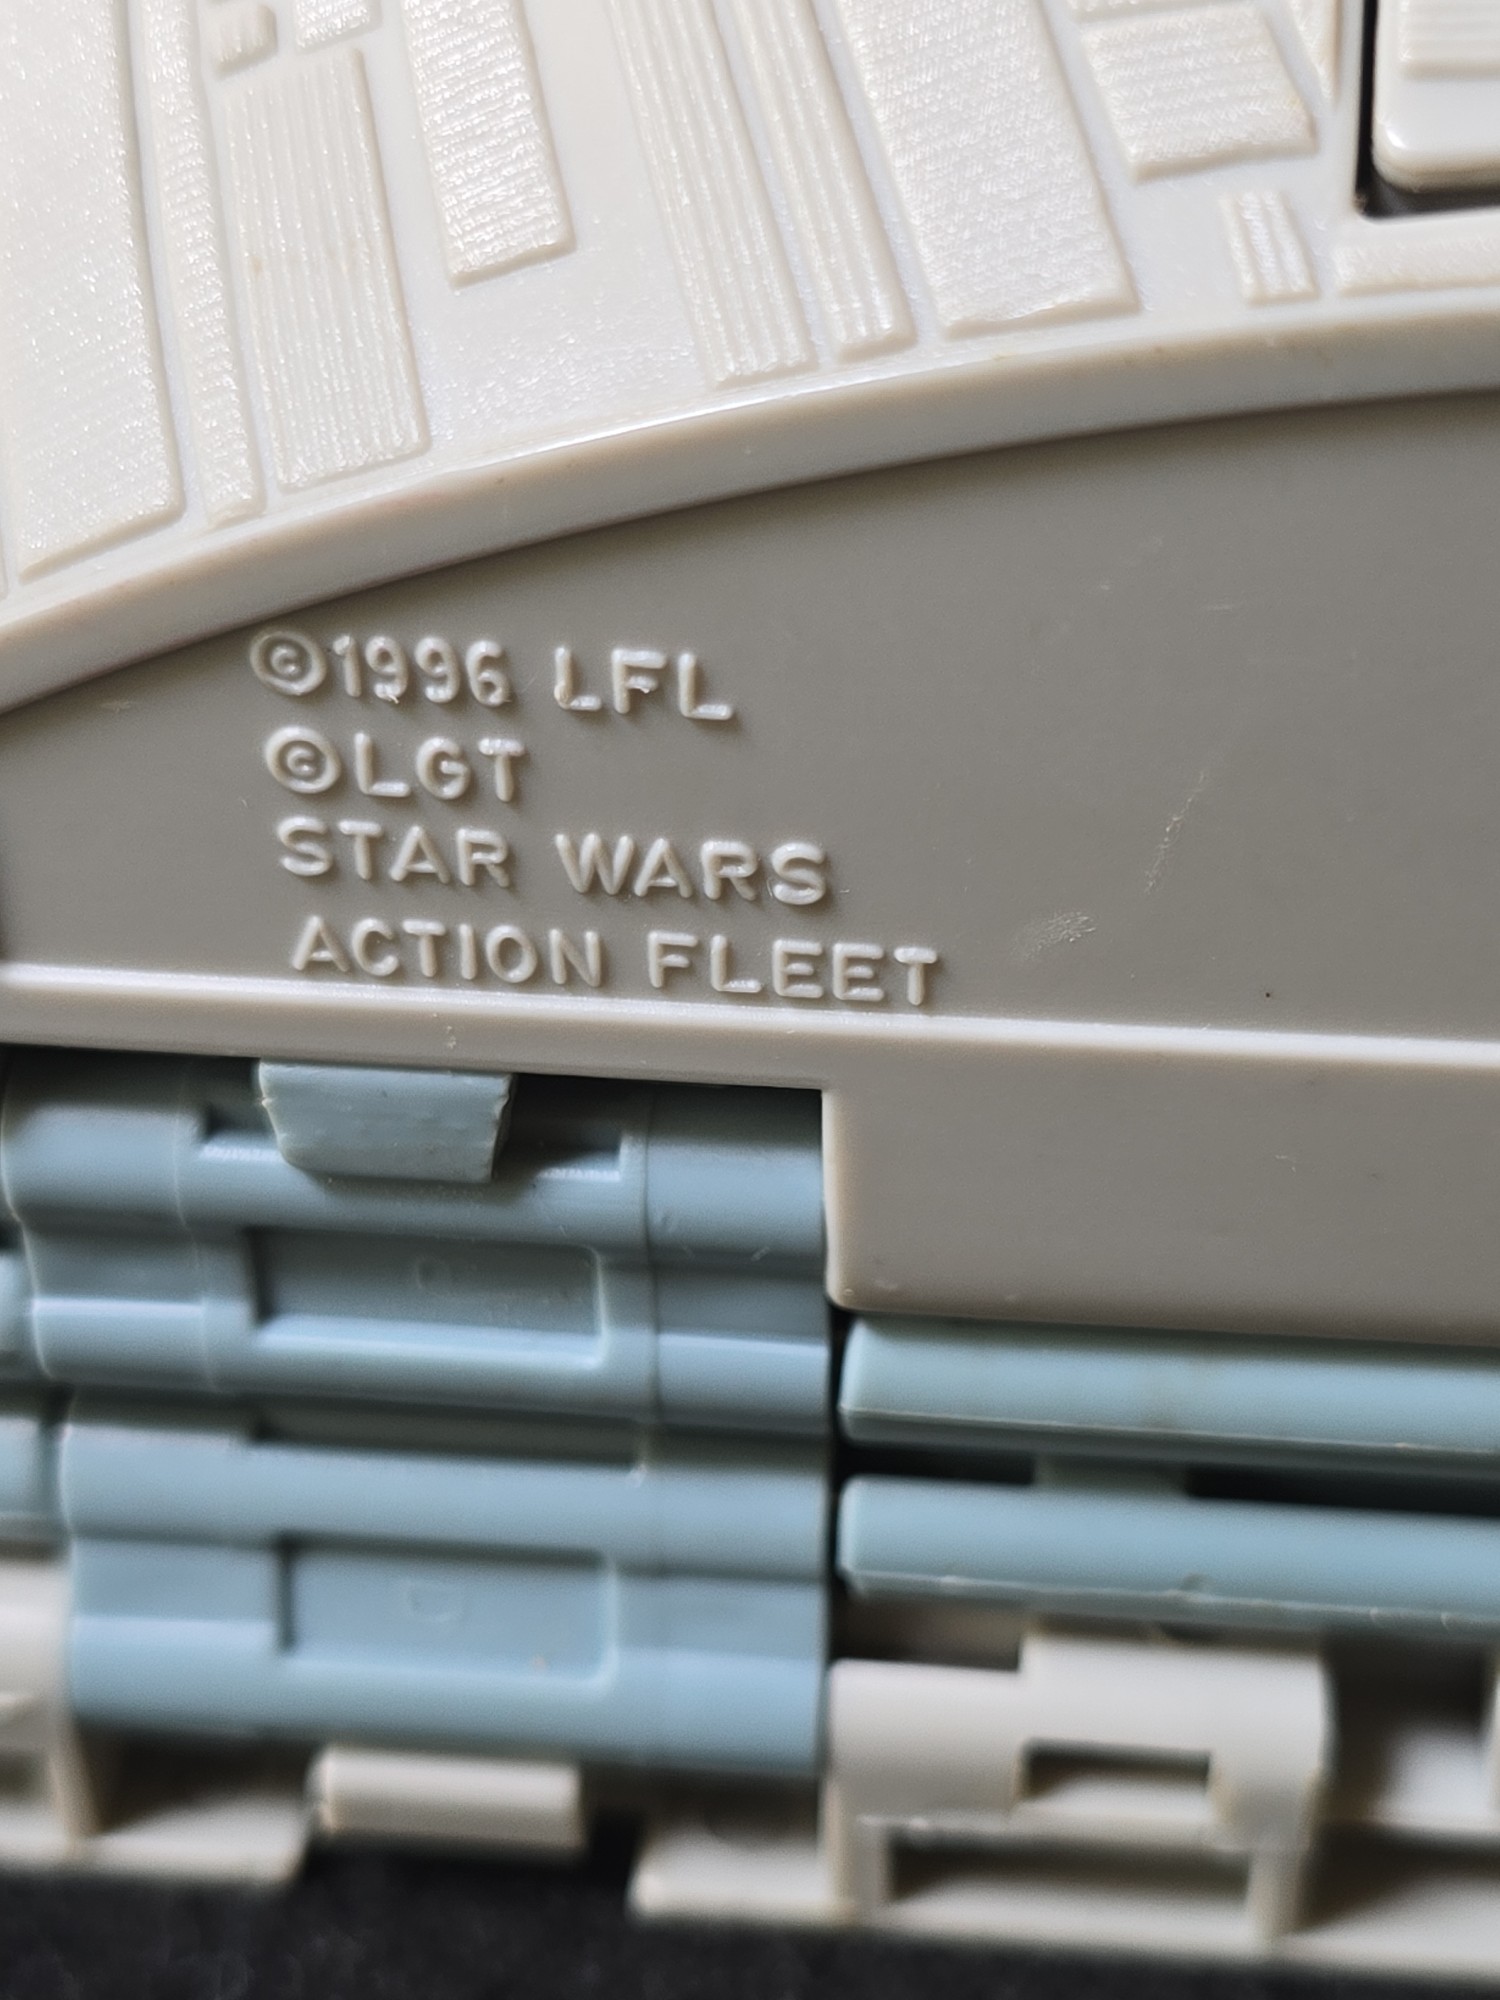 ©1996 LFL
©LGT
STAR WARS
ACTION FLEET